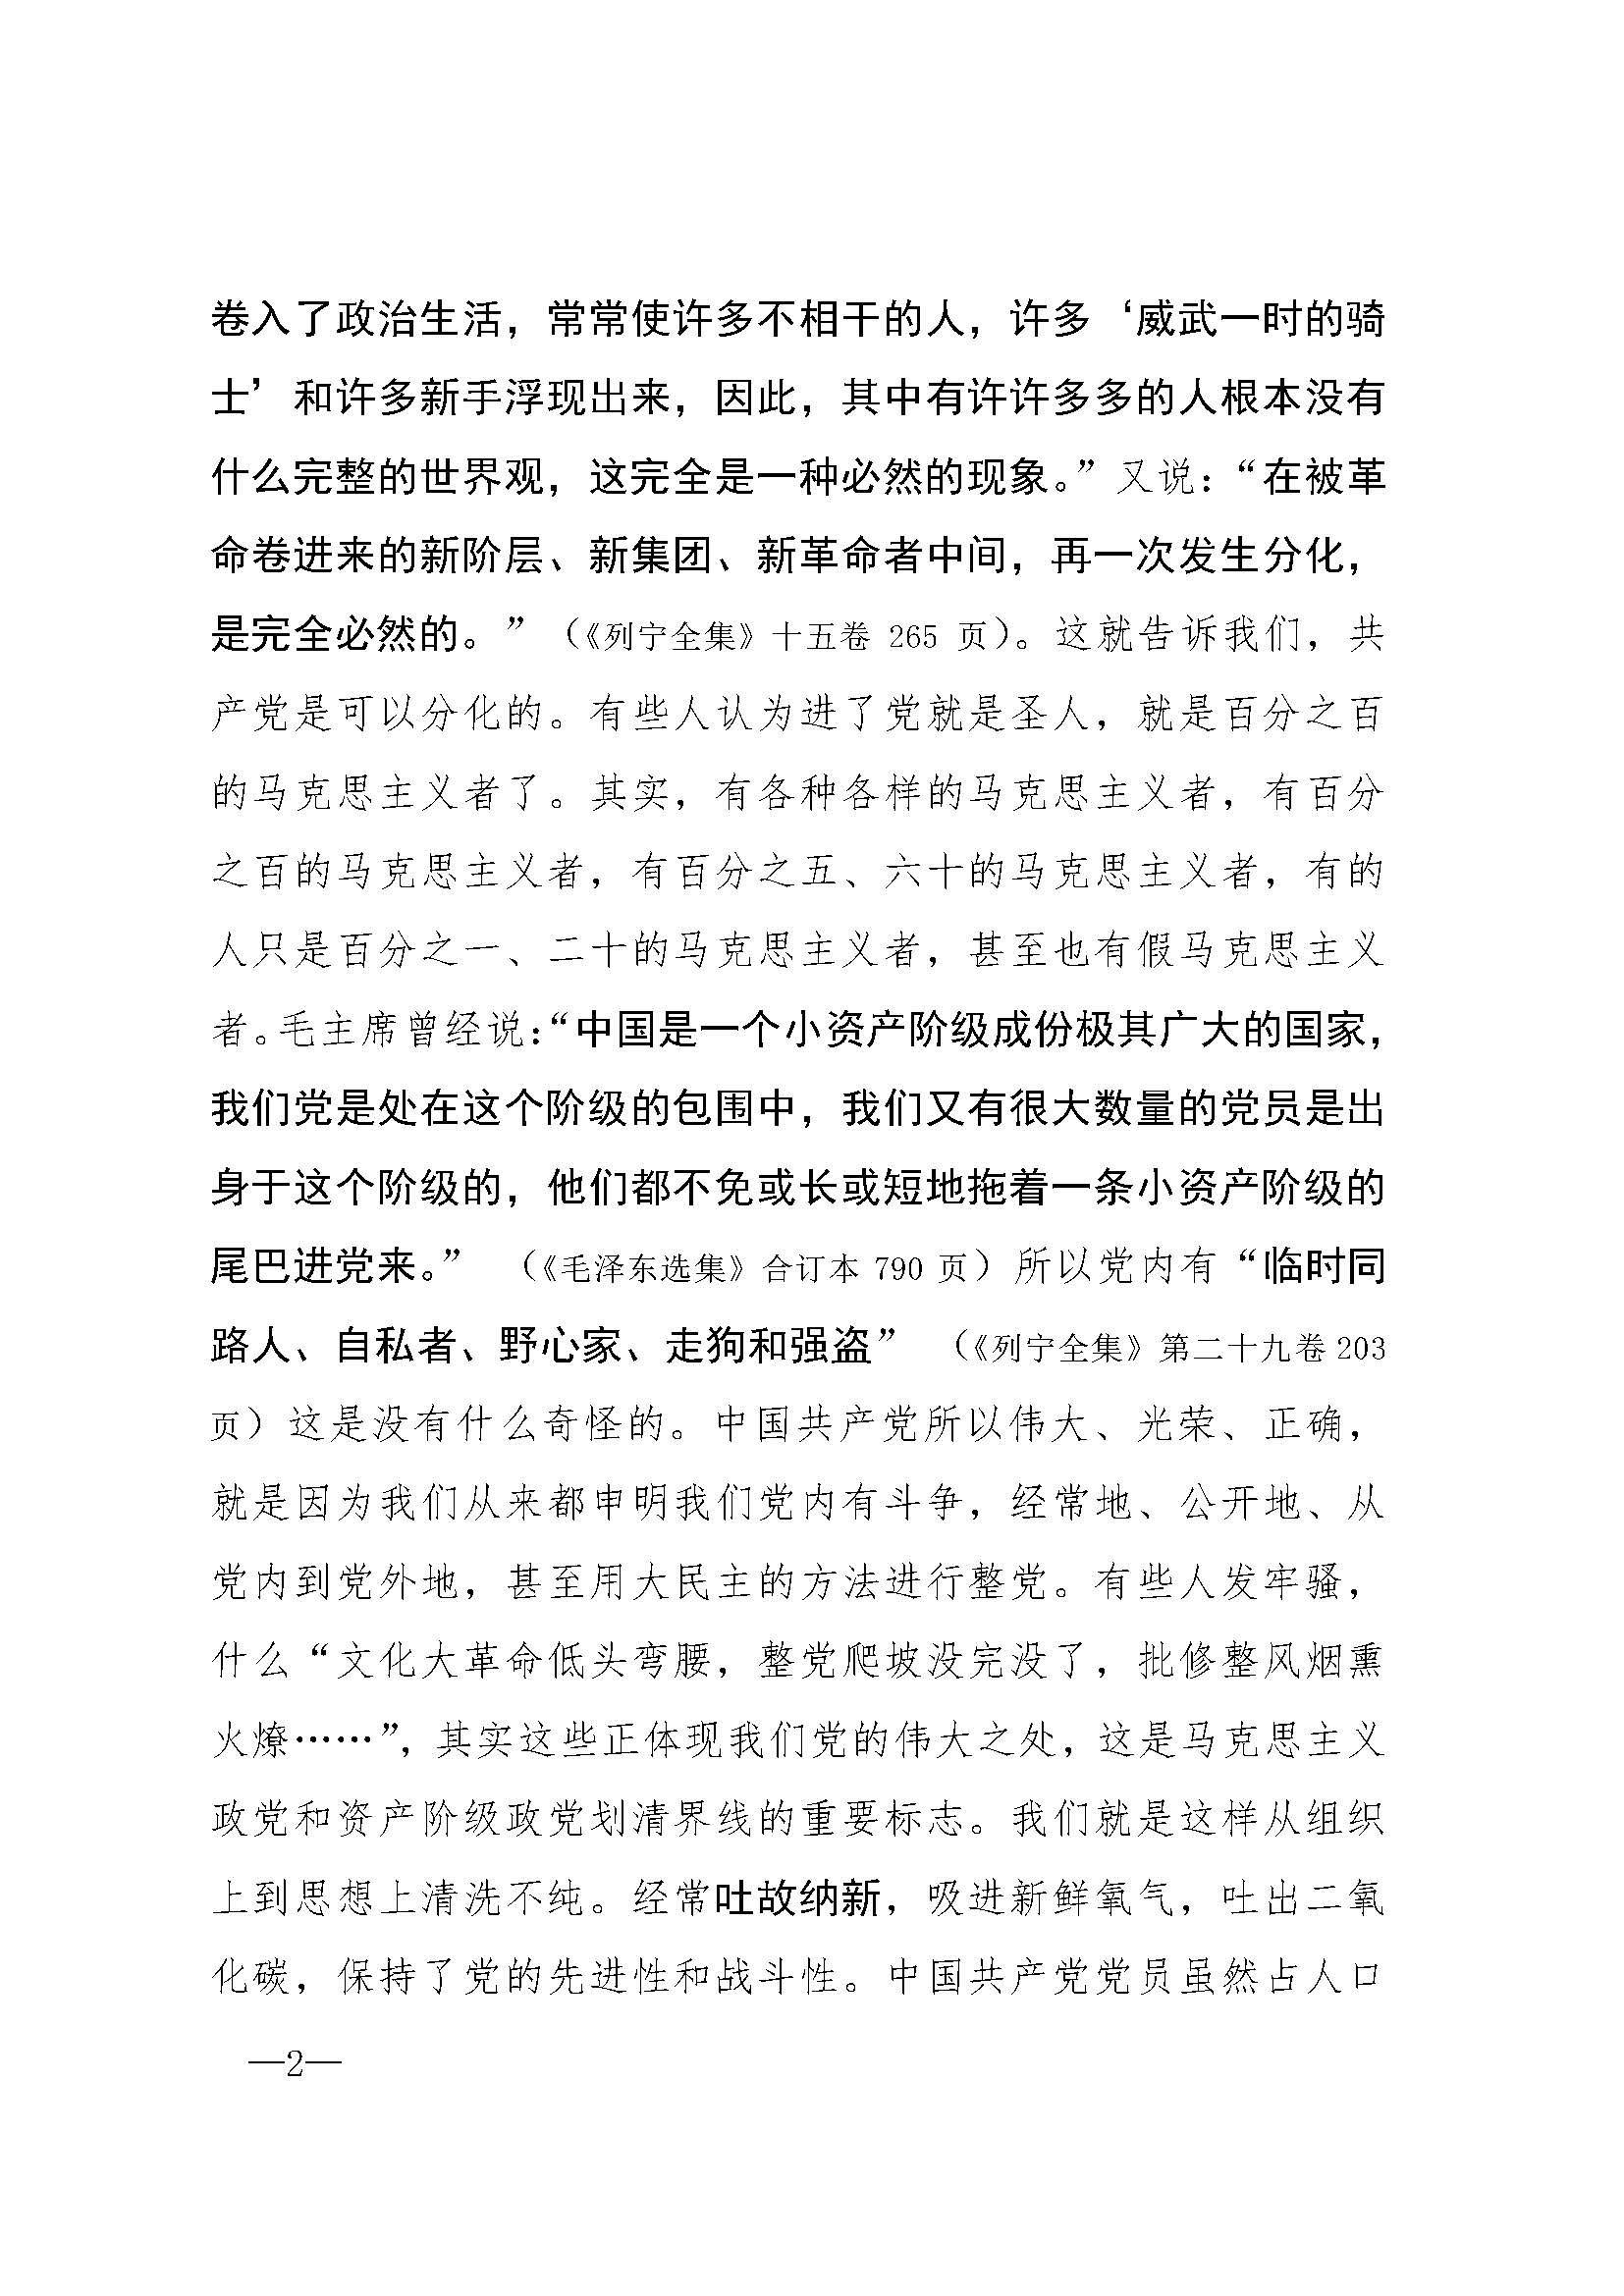 卷入了政治生活，常常使许多不相干的人，许多‘威武一时的骑
士’和许多新手浮现出来，因此，其中有许许多多的人根本没有
什么完整的世界观，这完全是一种必然的现象。”又说：“在被革
命卷进来的新阶层、新集团、新革命者中间，再一次发生分化，
是完全必然的。”（《列宁全集》十五卷 265 页）。这就告诉我们，共
产党是可以分化的。有些人认为进了党就是圣人，就是百分之百
的马克思主义者了。其实，有各种各样的马克思主义者，有百分
之百的马克思主义者，有百分之五、六十的马克思主义者，有的
人只是百分之一、二十的马克思主义者，甚至也有假马克思主义
者。毛主席曾经说：“中国是一个小资产阶级成份极其广大的国家，
我们党是处在这个阶级的包围中，我们又有很大数量的党员是出
身于这个阶级的，他们都不免或长或短地拖着一条小资产阶级的
尾巴进党来。” （《毛泽东选集》合订本 790 页）所以党内有“临时同
路人、自私者、野心家、走狗和强盗” （《列宁全集》第二十九卷 203
页）这是没有什么奇怪的。中国共产党所以伟大、光荣、正确，
就是因为我们从来都申明我们党内有斗争，经常地、公开地、从
党内到党外地，甚至用大民主的方法进行整党。有些人发牢骚，
什么“文化大革命低头弯腰，整党爬坡没完没了，批修整风烟熏
火燎……”，其实这些正体现我们党的伟大之处，这是马克思主义
政党和资产阶级政党划清界线的重要标志。我们就是这样从组织
上到思想上清洗不纯。经常吐故纳新，吸进新鲜氧气，吐出二氧
化碳，保持了党的先进性和战斗性。中国共产党党员虽然占人口
—2—